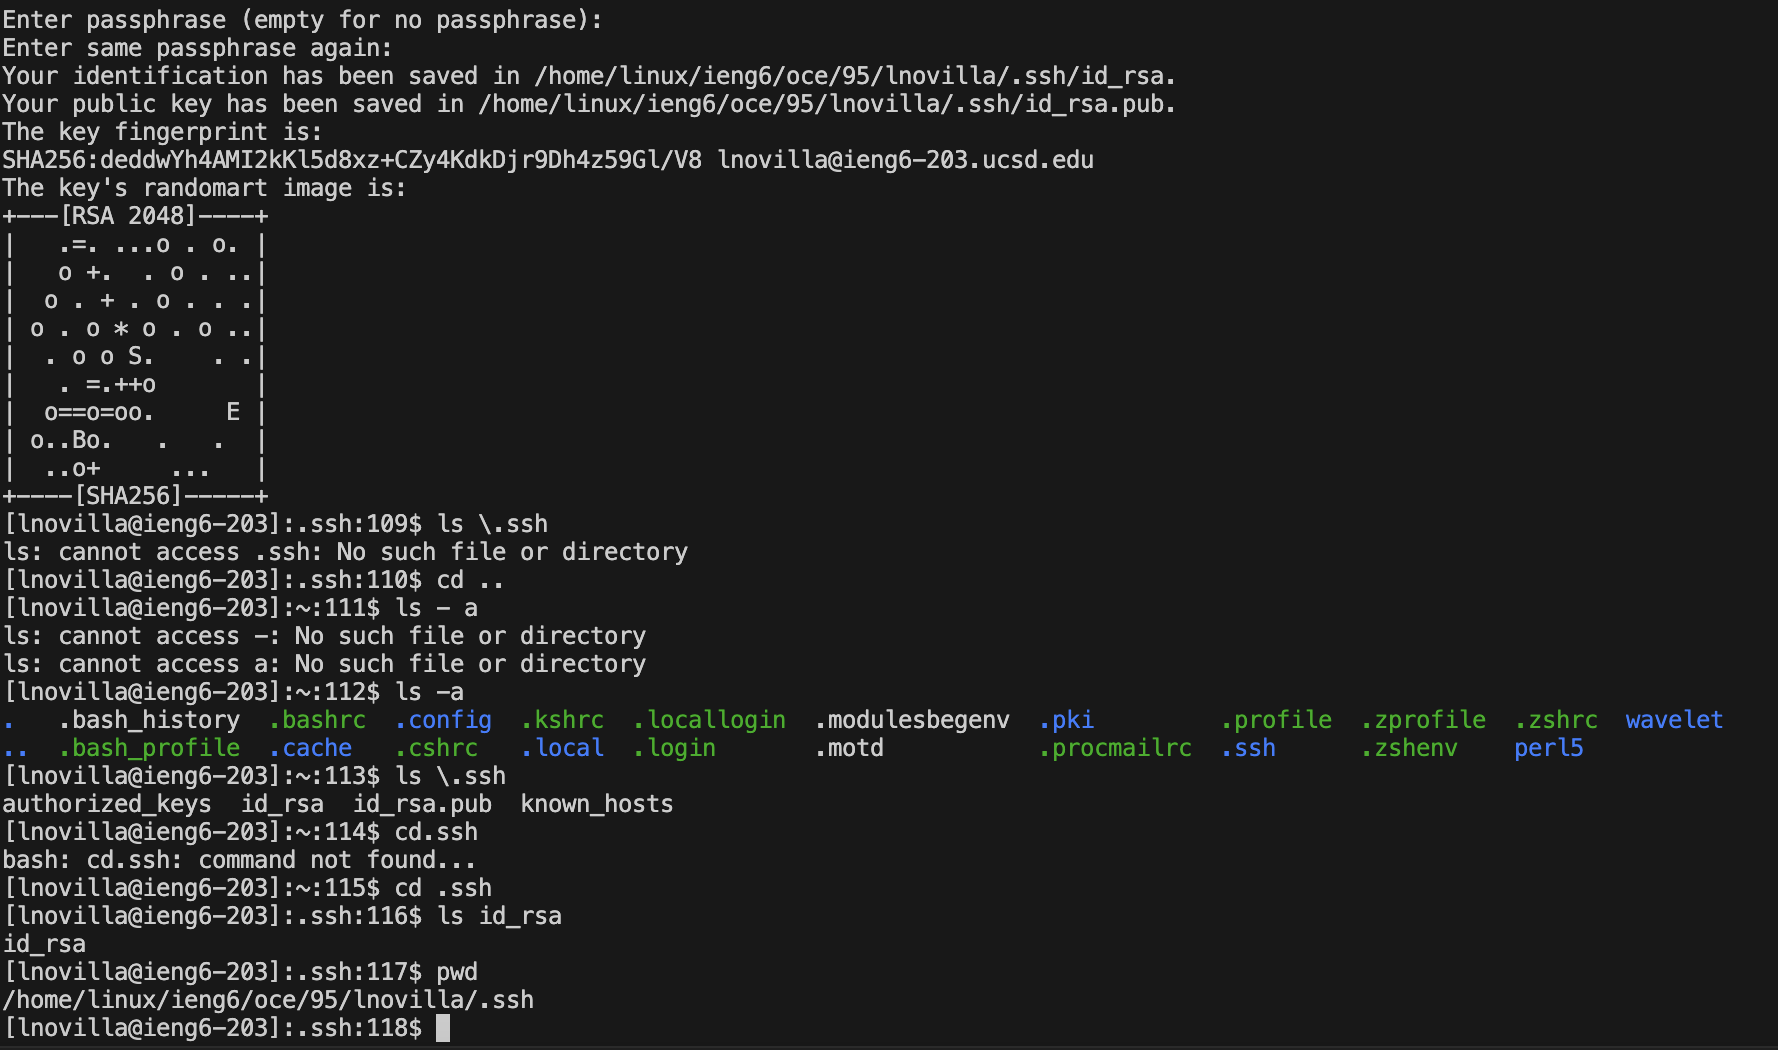 Enter passphrase (empty for no passphrase):
Enter same passphrase again:
Your identification has been saved in /home/linux/ieng6/oce/95/lnovilla/.ssh/id_rsa.
Your public key has been saved in /home/linux/ieng6/oce/95/lnovilla/.ssh/id_rsa.pub.
The key fingerprint is:
SHA256:deddwYh4AMI2kKl5d8xz+CZy4KdkDjr9Dh4z59Gl/V8 lnovilla@ieng6-203.ucsd.edu
The key's randomart image is:
+---[RSA 2048]----+
|   .=. ...o . o. |
|   o +.  . o . ..|
|  o . + . o . . .|
| o . o * o . o ..|
|  . o o S.    . .|
|   . =.++o       |
|  o==o=oo.     E |
| o..Bo.   .   .  |
|  ..o+     ...   |
+----[SHA256]-----+
[lnovilla@ieng6-203]:.ssh:109$ ls \.ssh
ls: cannot access .ssh: No such file or directory
[lnovilla@ieng6-203]:.ssh:110$ cd ..
[lnovilla@ieng6-203]:~:111$ ls - a
ls: cannot access -: No such file or directory
ls: cannot access a: No such file or directory
[lnovilla@ieng6-203]:~:112$ ls -a
.   .bash_history  .bashrc  .config  .kshrc  .locallogin  .modulesbegenv  .pki         .profile  .zprofile  .zshrc  wavelet
..  .bash_profile  .cache   .cshrc   .local  .login       .motd           .procmailrc  .ssh      .zshenv    perl5
[lnovilla@ieng6-203]:~:113$ ls \.ssh
authorized_keys  id_rsa  id_rsa.pub  known_hosts
[lnovilla@ieng6-203]:~:114$ cd.ssh
bash: cd.ssh: command not found...
[lnovilla@ieng6-203]:~:115$ cd .ssh
[lnovilla@ieng6-203]:.ssh:116$ ls id_rsa
id_rsa
[lnovilla@ieng6-203]:.ssh:117$ pwd
/home/linux/ieng6/oce/95/lnovilla/.ssh
[lnovilla@ieng6-203]:.ssh:118$